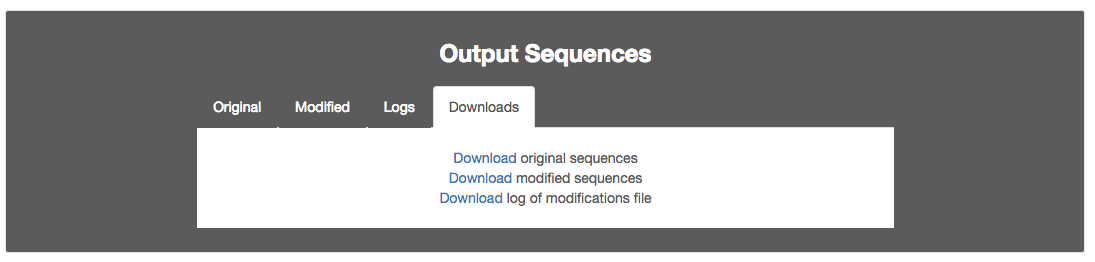 Output Sequences
Original Modified Logs Downloads
Download original sequences
Download modified sequences
Download log of modifications file